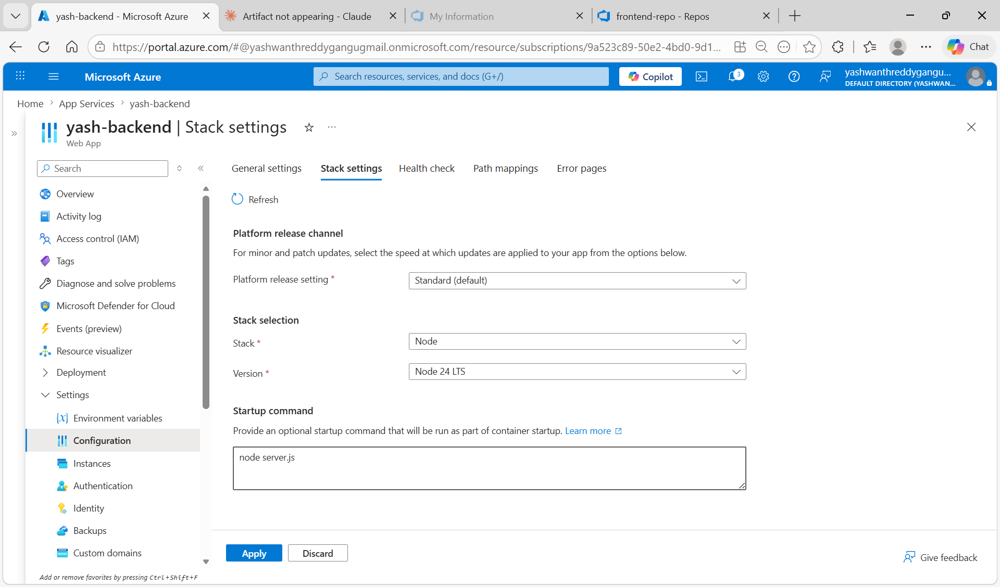 yash-backend - Microsoft Azure
Artifact not appearing - Claude
My Information
frontend-repo - Repos
https://portal.azure.com/#@yashwanthreddygangugmail.onmicrosoft.com/resource/subscriptions/9a523c89-50e2-4bd0-9d1...
Chat
Microsoft Azure
Search resources, services, and docs (G+/)
Copilot
3
yashwanthreddygangu...
DEFAULT DIRECTORY (YASHWAN...
Home > App Services > yash-backend
yash-backend | Stack settings
Web App
Search
General settings
Stack settings
Health check
Path mappings
Error pages
Overview
Activity log
Access control (IAM)
Tags
Diagnose and solve problems
Microsoft Defender for Cloud
Events (preview)
Resource visualizer
Deployment
Settings
Environment variables
Configuration
Instances
Authentication
Identity
Backups
Custom domains
Add or remove favorites by pressing Ctrl+Shift+F
Refresh
Platform release channel
For minor and patch updates, select the speed at which updates are applied to your app from the options below.
Platform release setting *
Standard (default)
Stack selection
Stack *
Node
Version *
Node 24 LTS
Startup command
Provide an optional startup command that will be run as part of container startup. Learn more
node server.js
Apply
Discard
Give feedback